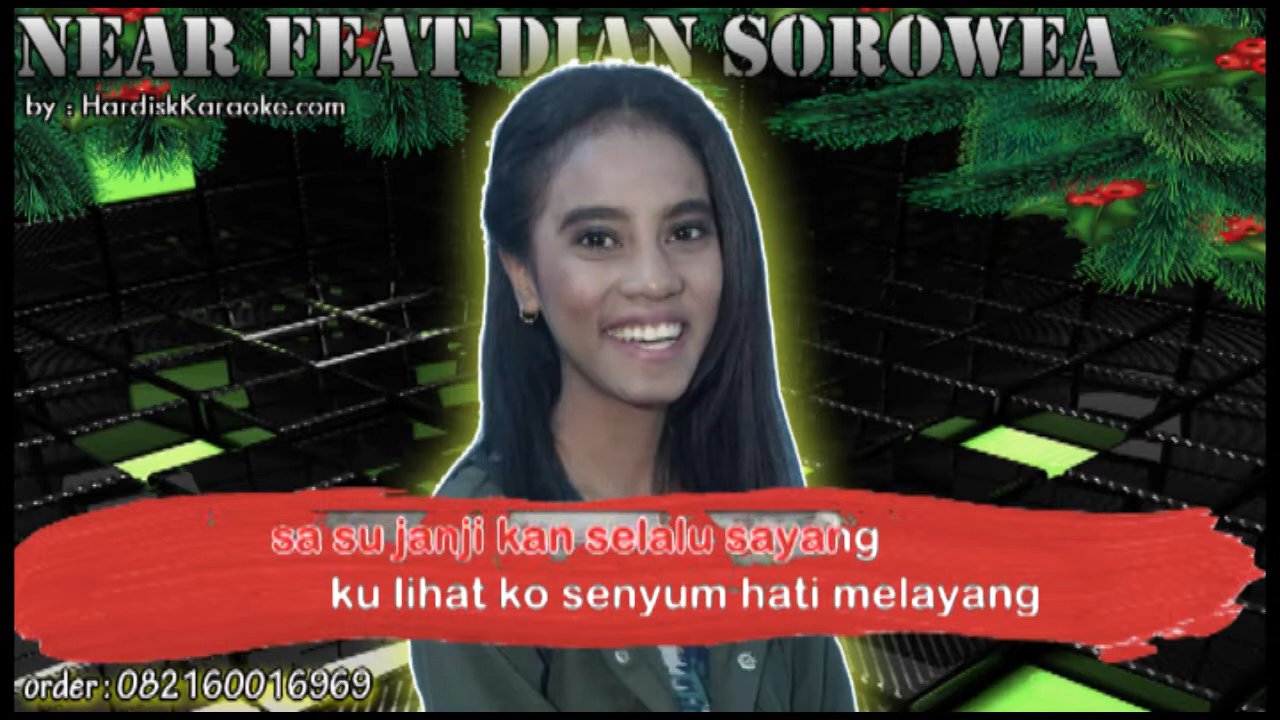 NEAR FEAT DIAN SOROWEA
by : HardiskKaraoke.com
sa su janji kan selalu sayang
ku lihat ko senyum hati melayang
order : 082160016969